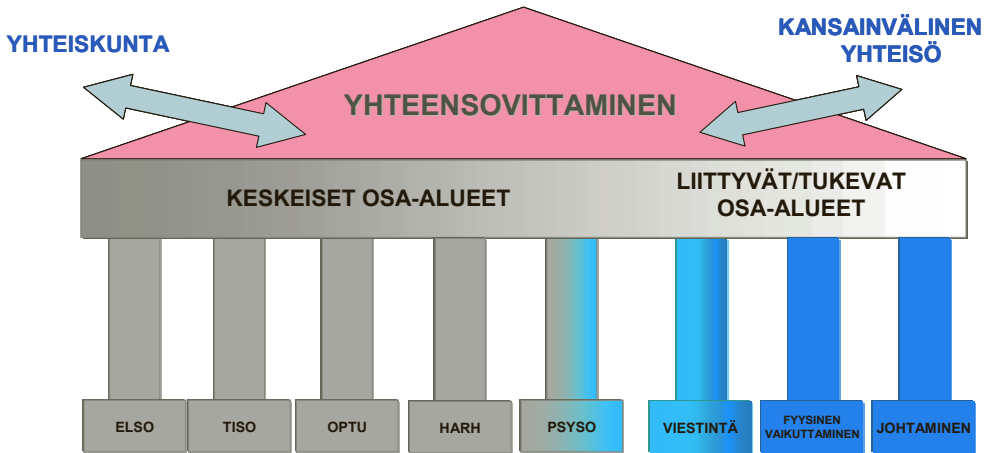 YHTEISKUNTA
KANSAINVÄLINEN
YHTEISÖ
YHTEENSOVITTAMINEN
KESKEISET OSA-ALUEET
LIITTYVÄT/TUKEVAT
OSA-ALUEET
ELSO
TISO
OPTU
HARH
PSYSO
VIESTINTÄ
FYYSINEN
VAIKUTTAMINEN
JOHTAMINEN